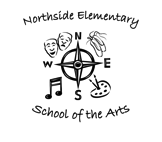 Northside Elementary
N
W E
S
School of the Arts